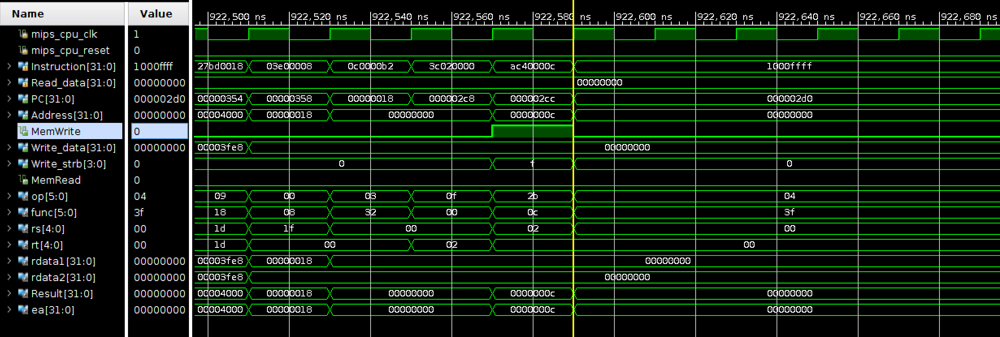 Name Value 922,500 ns 922,520 ns 922,540 ns 922,560 ns 922,580 ns 922,600 ns 922,620 ns 922,640 ns 922,660 ns 922,680 ns
mips_cpu_clk 1
mips_cpu_reset 0
Instruction[31:0] 1000ffff 27bd0018 03e00008 0c0000b2 3c020000 ac40000c 1000ffff
Read_data[31:0] 00000000 00000000
PC[31:0] 000002d0 00000354 00000358 00000018 000002c8 000002cc 000002d0
Address[31:0] 00000000 00004000 00000018 00000000 0000000c 00000000
MemWrite 0
Write_data[31:0] 00000000 00003fe8 00000000
Write_strb[3:0] 0 0 f 0
MemRead 0
op[5:0] 04 09 00 03 0f 2b 04
func[5:0] 3f 18 08 32 00 0c 3f
rs[4:0] 00 1d 1f 00 02 00
rt[4:0] 00 1d 00 02 00
rdata1[31:0] 00000000 00003fe8 00000018 00000000
rdata2[31:0] 00000000 00003fe8 00000000
Result[31:0] 00000000 00004000 00000018 00000000 0000000c 00000000
ea[31:0] 00000000 00004000 00000018 00000000 0000000c 00000000